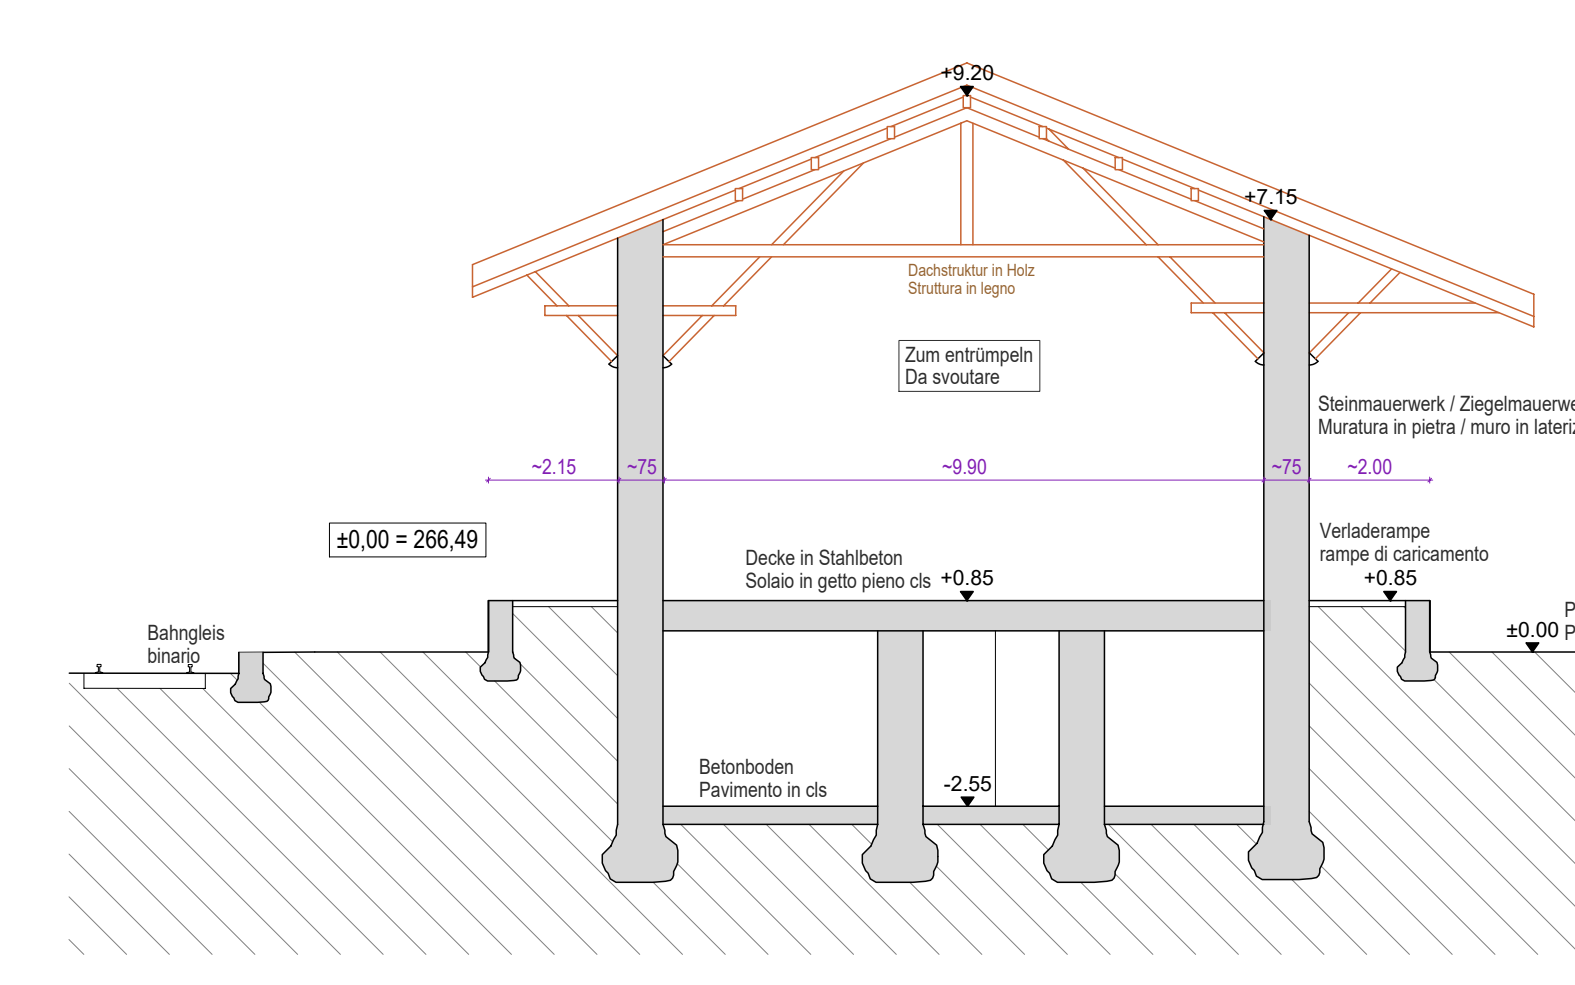 +9.20
+7.15
Dachstruktur in Holz
Struttura in legno
Zum entrümpeln
Da svoutare
Steinmauerwerk / Ziegelmauerwe
Muratura in pietra / muro in lateriz
~2.15
~75
~9.90
~75
~2.00
±0,00 = 266,49
Verladerampe
rampe di caricamento
+0.85
Decke in Stahlbeton
Solaio in getto pieno cls
+0.85
Bahngleis
binario
±0.00
P
P
Betonboden
Pavimento in cls
-2.55